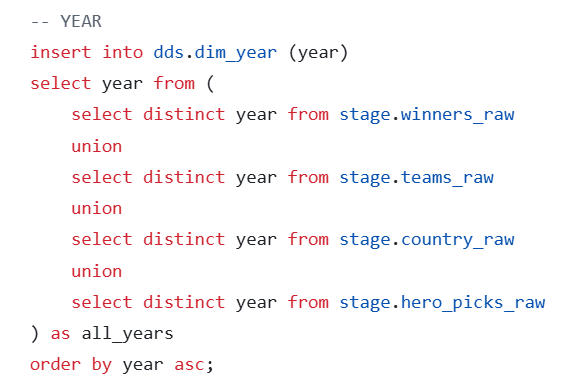 -- YEAR
insert into dds.dim_year (year)
select year from (
    select distinct year from stage.winners_raw
    union
    select distinct year from stage.teams_raw
    union
    select distinct year from stage.country_raw
    union
    select distinct year from stage.hero_picks_raw
) as all_years
order by year asc;